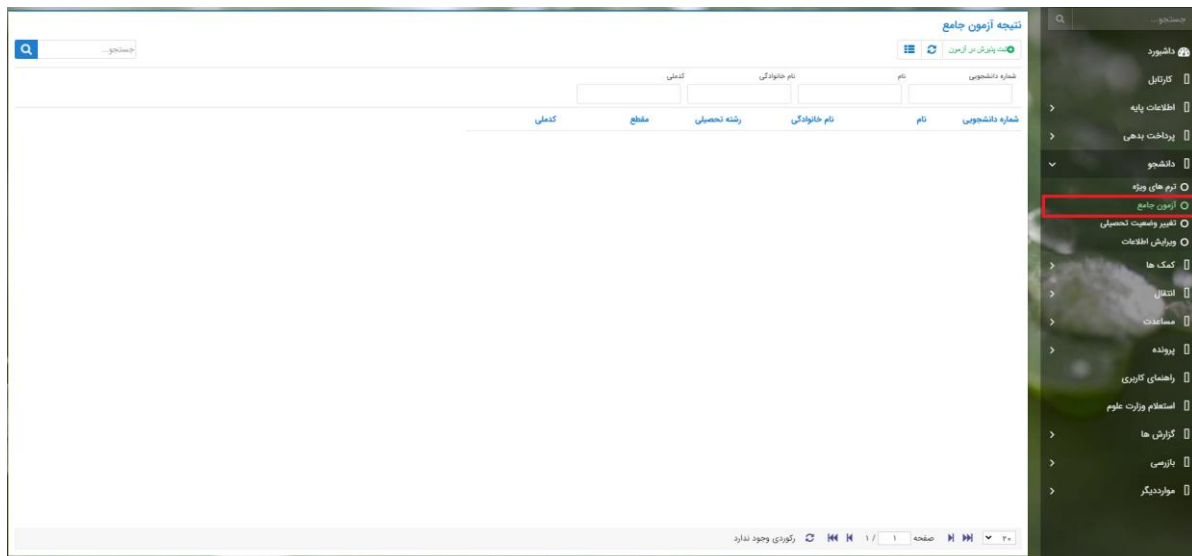 جستجو...
داشبورد
کارتابل
اطلاعات پایه
پرداخت بدهی
دانشجو
ترم های ویژه
آزمون جامع
تغییر وضعیت تحصیلی
ویرایش اطلاعات
کمک ها
انتقال
مساعدت
پرونده
راهنمای کاربری
استعلام وزارت علوم
گزارش ها
بازرسی
مواردیگر
نتیجه آزمون جامع
ثبت پذیرش در آزمون
جستجو...
شماره دانشجویی نام نام خانوادگی کدملی
شماره دانشجویی نام نام خانوادگی رشته تحصیلی مقطع کدملی
۲۰ صفحه ۱ / ۱ رکوردی وجود ندارد